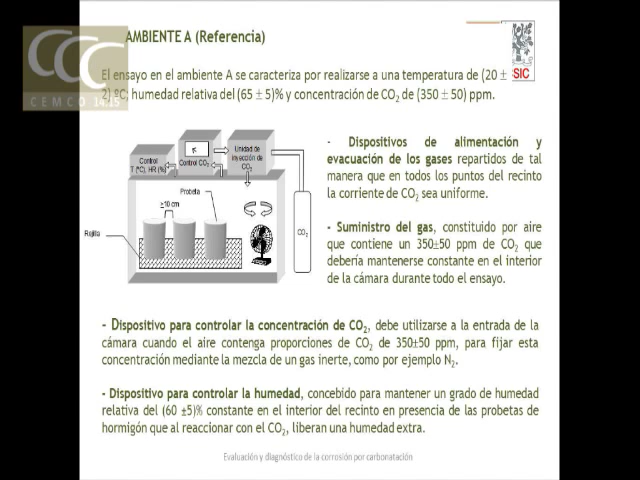 AMBIENTE A (Referencia)
CCC
CEMCO 14.15
SIC
El ensayo en el ambiente A se caracteriza por realizarse a una temperatura de (20 ±
2) ºC; humedad relativa del (65 ± 5)% y concentración de CO2 de (350 ± 50) ppm.
Control
T (ºC), HR (%)
Control CO2
Unidad de
inyección de
CO2
Probeta
≥10 cm
Rejilla
CO2
- Dispositivos de alimentación y
evacuación de los gases repartidos de tal
manera que en todos los puntos del recinto
la corriente de CO2 sea uniforme.
- Suministro del gas, constituido por aire
que contiene un 350±50 ppm de CO2 que
debería mantenerse constante en el interior
de la cámara durante todo el ensayo.
- Dispositivo para controlar la concentración de CO2, debe utilizarse a la entrada de la
cámara cuando el aire contenga proporciones de CO2 de 350±50 ppm, para fijar esta
concentración mediante la mezcla de un gas inerte, como por ejemplo N2.
- Dispositivo para controlar la humedad, concebido para mantener un grado de humedad
relativa del (60 ±5)% constante en el interior del recinto en presencia de las probetas de
hormigón que al reaccionar con el CO2, liberan una humedad extra.
Evaluación y diagnóstico de la corrosión por carbonatación